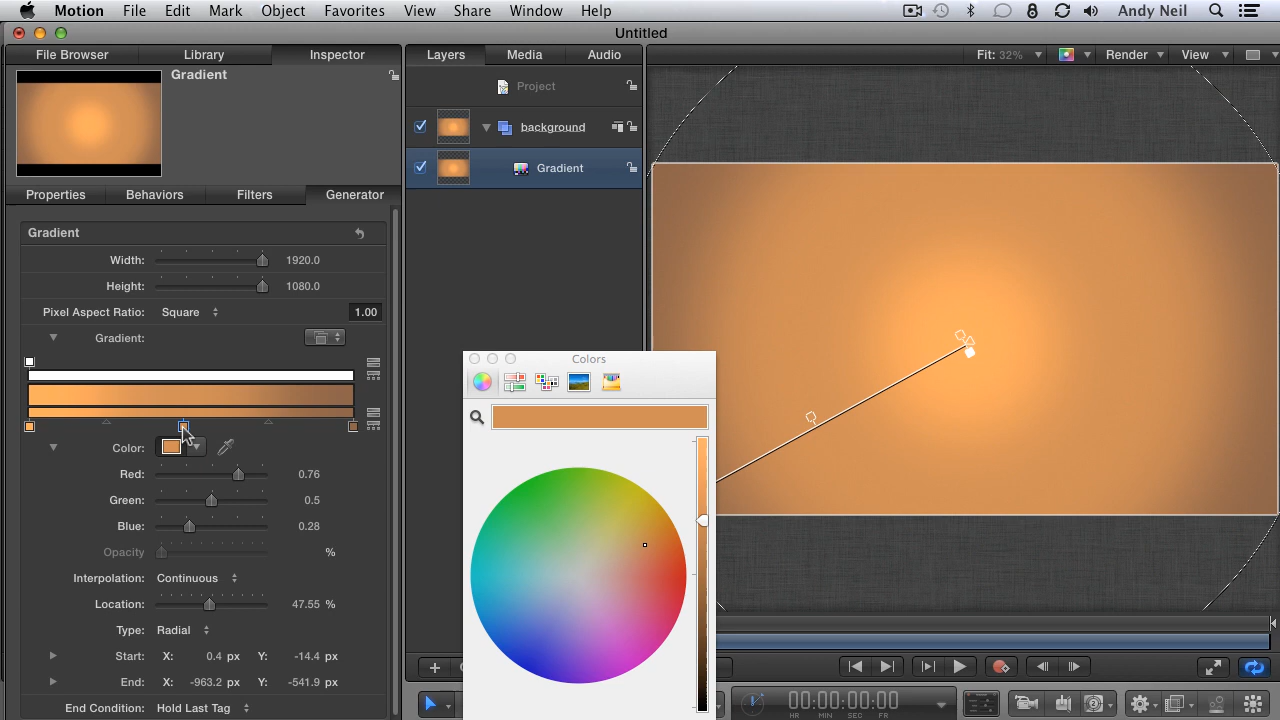 Motion File Edit Mark Object Favorites View Share Window Help Andy Neil
Untitled
File Browser Library Inspector Layers Media Audio Fit: 32% Render View
Gradient
Project
background
Gradient
Properties Behaviors Filters Generator
Gradient
Width: 1920.0
Height: 1080.0
Pixel Aspect Ratio: Square 1.00
Gradient:
Colors
Color:
Red: 0.76
Green: 0.5
Blue: 0.28
Opacity %
Interpolation: Continuous
Location: 47.55 %
Type: Radial
Start: X: 0.4 px Y: -14.4 px
End: X: -963.2 px Y: -541.9 px
End Condition: Hold Last Tag
00:00:00:00
HR MIN SEC FR